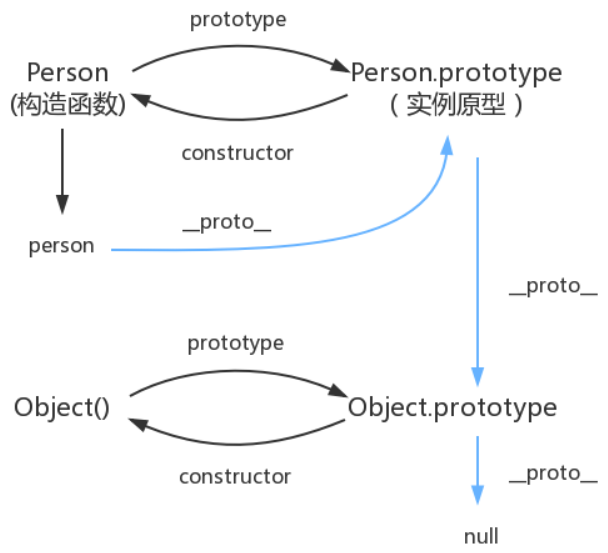 prototype
Person
(构造函数)
Person.prototype
（实例原型）
constructor
person
__proto__
__proto__
prototype
Object()
Object.prototype
constructor
__proto__
null